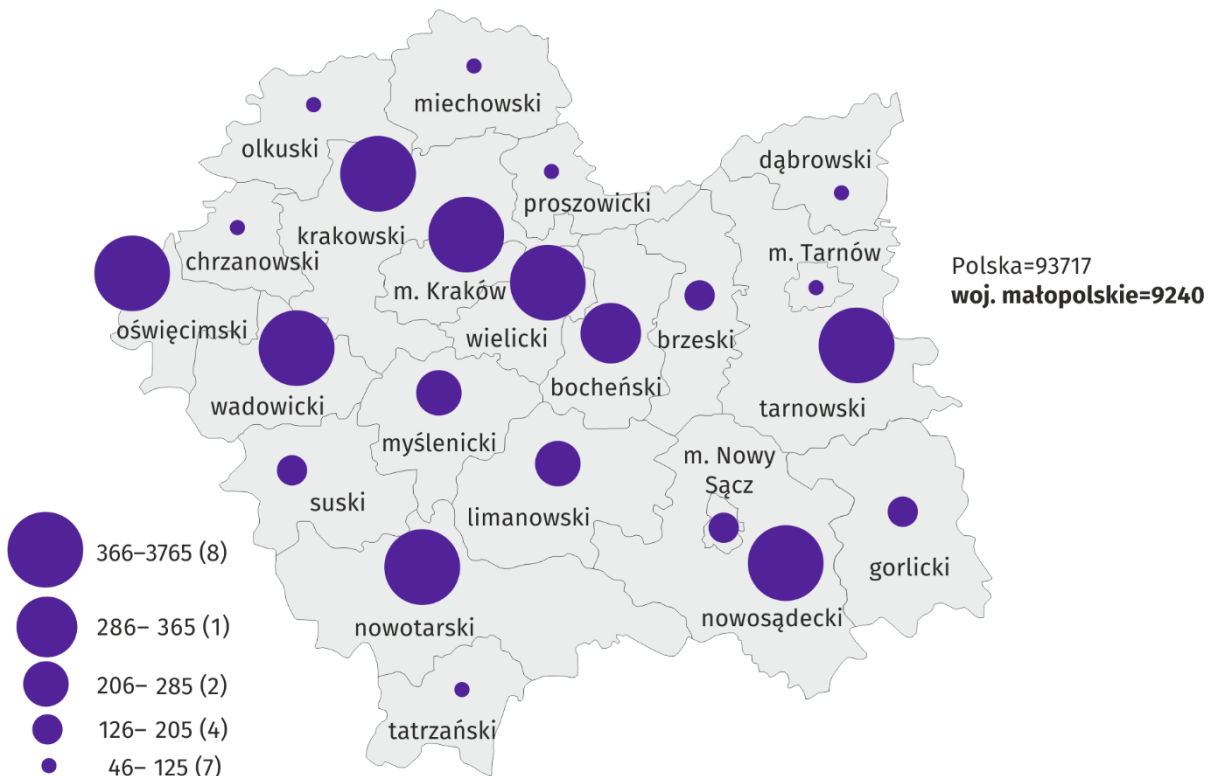 miechowski
olkuski
dąbrowski
proszowicki
krakowski
m. Tarnów
chrzanowski
Polska=93717
m. Kraków
woj. małopolskie=9240
oświęcimski
wielicki
brzeski
bocheński
wadowicki
tarnowski
myślenicki
m. Nowy
Sącz
suski
limanowski
366–3765 (8)
gorlicki
nowosądecki
286– 365 (1)
nowotarski
206– 285 (2)
126– 205 (4)
tatrzański
46– 125 (7)